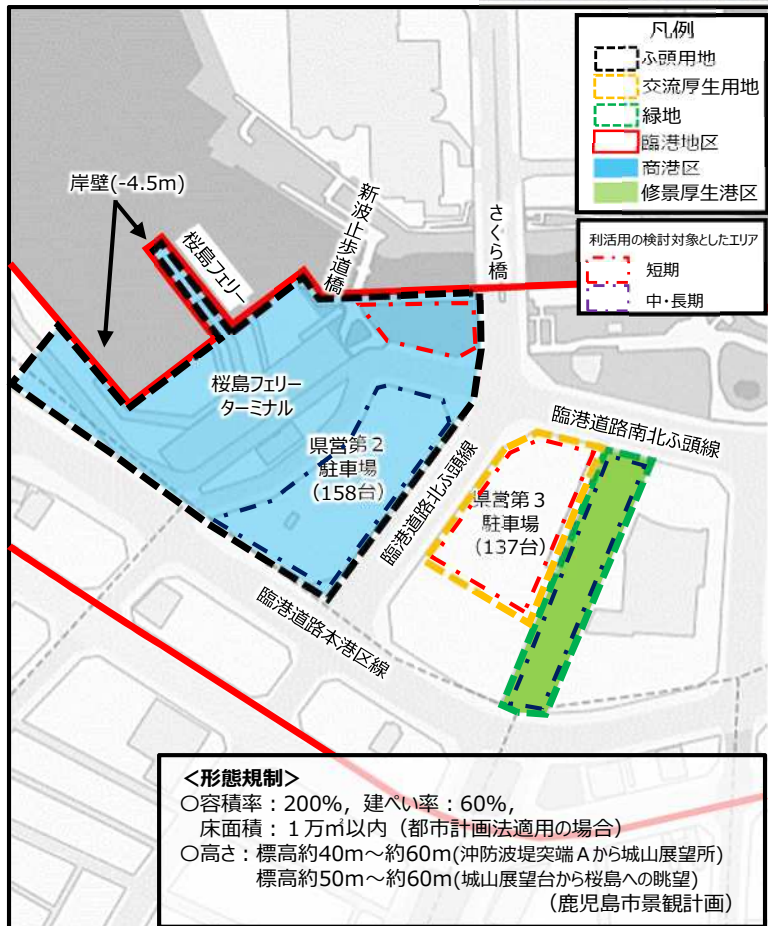 凡例
ふ頭用地
交流厚生用地
緑地
臨港地区
商港区
修景厚生港区
利活用の検討対象としたエリア
短期
中・長期
岸壁(-4.5m)
桜島フェリー
新波止歩道橋
さくら橋
桜島フェリー
ターミナル
県営第２
駐車場
（158台）
臨港道路北ふ頭線
臨港道路南北ふ頭線
県営第３
駐車場
（137台）
臨港道路本港区線
＜形態規制＞
○容積率：200%，建ぺい率：60%，
床面積：１万㎡以内（都市計画法適用の場合）
○高さ：標高約40m～約60m(沖防波堤突端Ａから城山展望所)
標高約50m～約60m(城山展望台から桜島への眺望)
（鹿児島市景観計画）